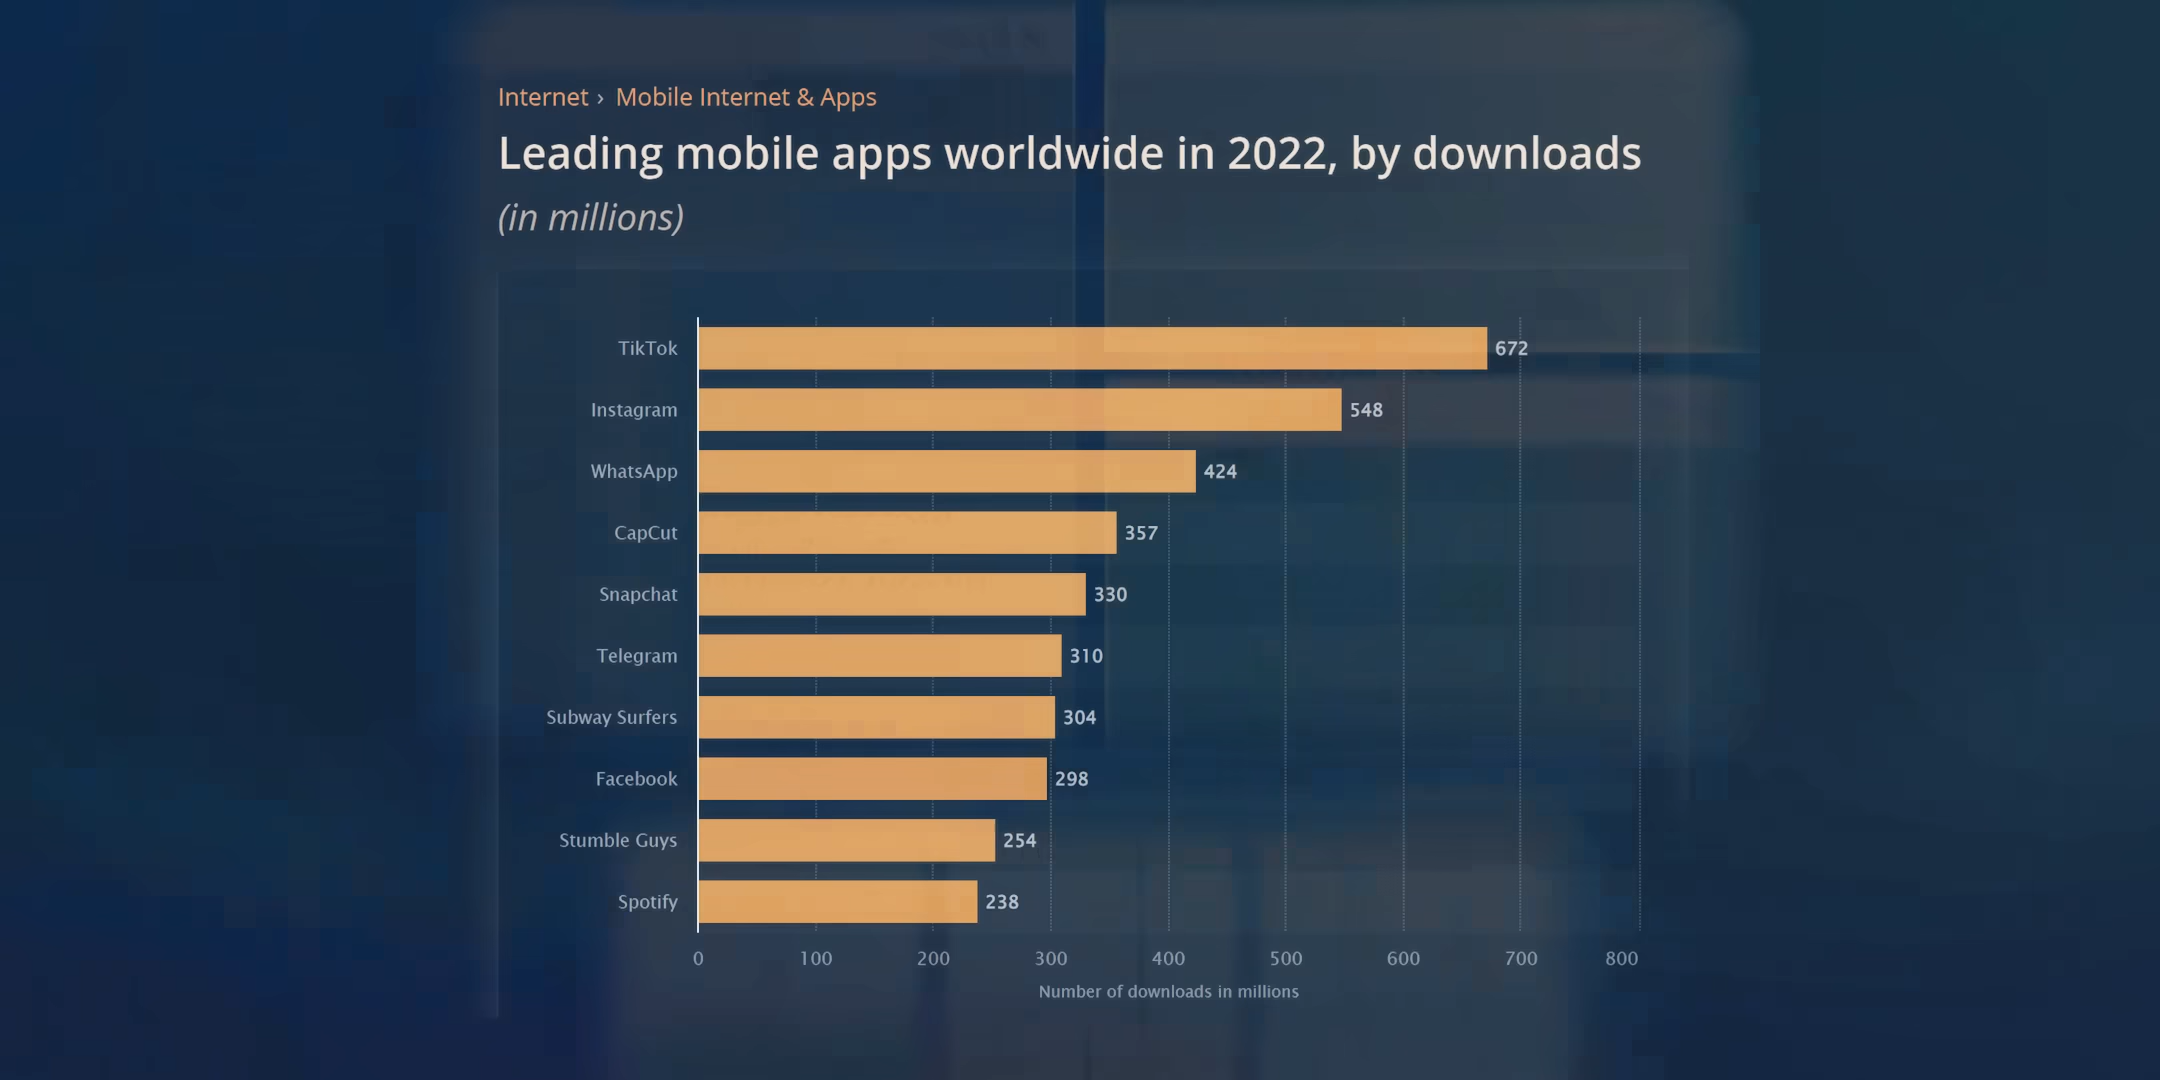 Internet › Mobile Internet & Apps
Leading mobile apps worldwide in 2022, by downloads
(in millions)
TikTok 672
Instagram 548
WhatsApp 424
CapCut 357
Snapchat 330
Telegram 310
Subway Surfers 304
Facebook 298
Stumble Guys 254
Spotify 238
0 100 200 300 400 500 600 700 800
Number of downloads in millions